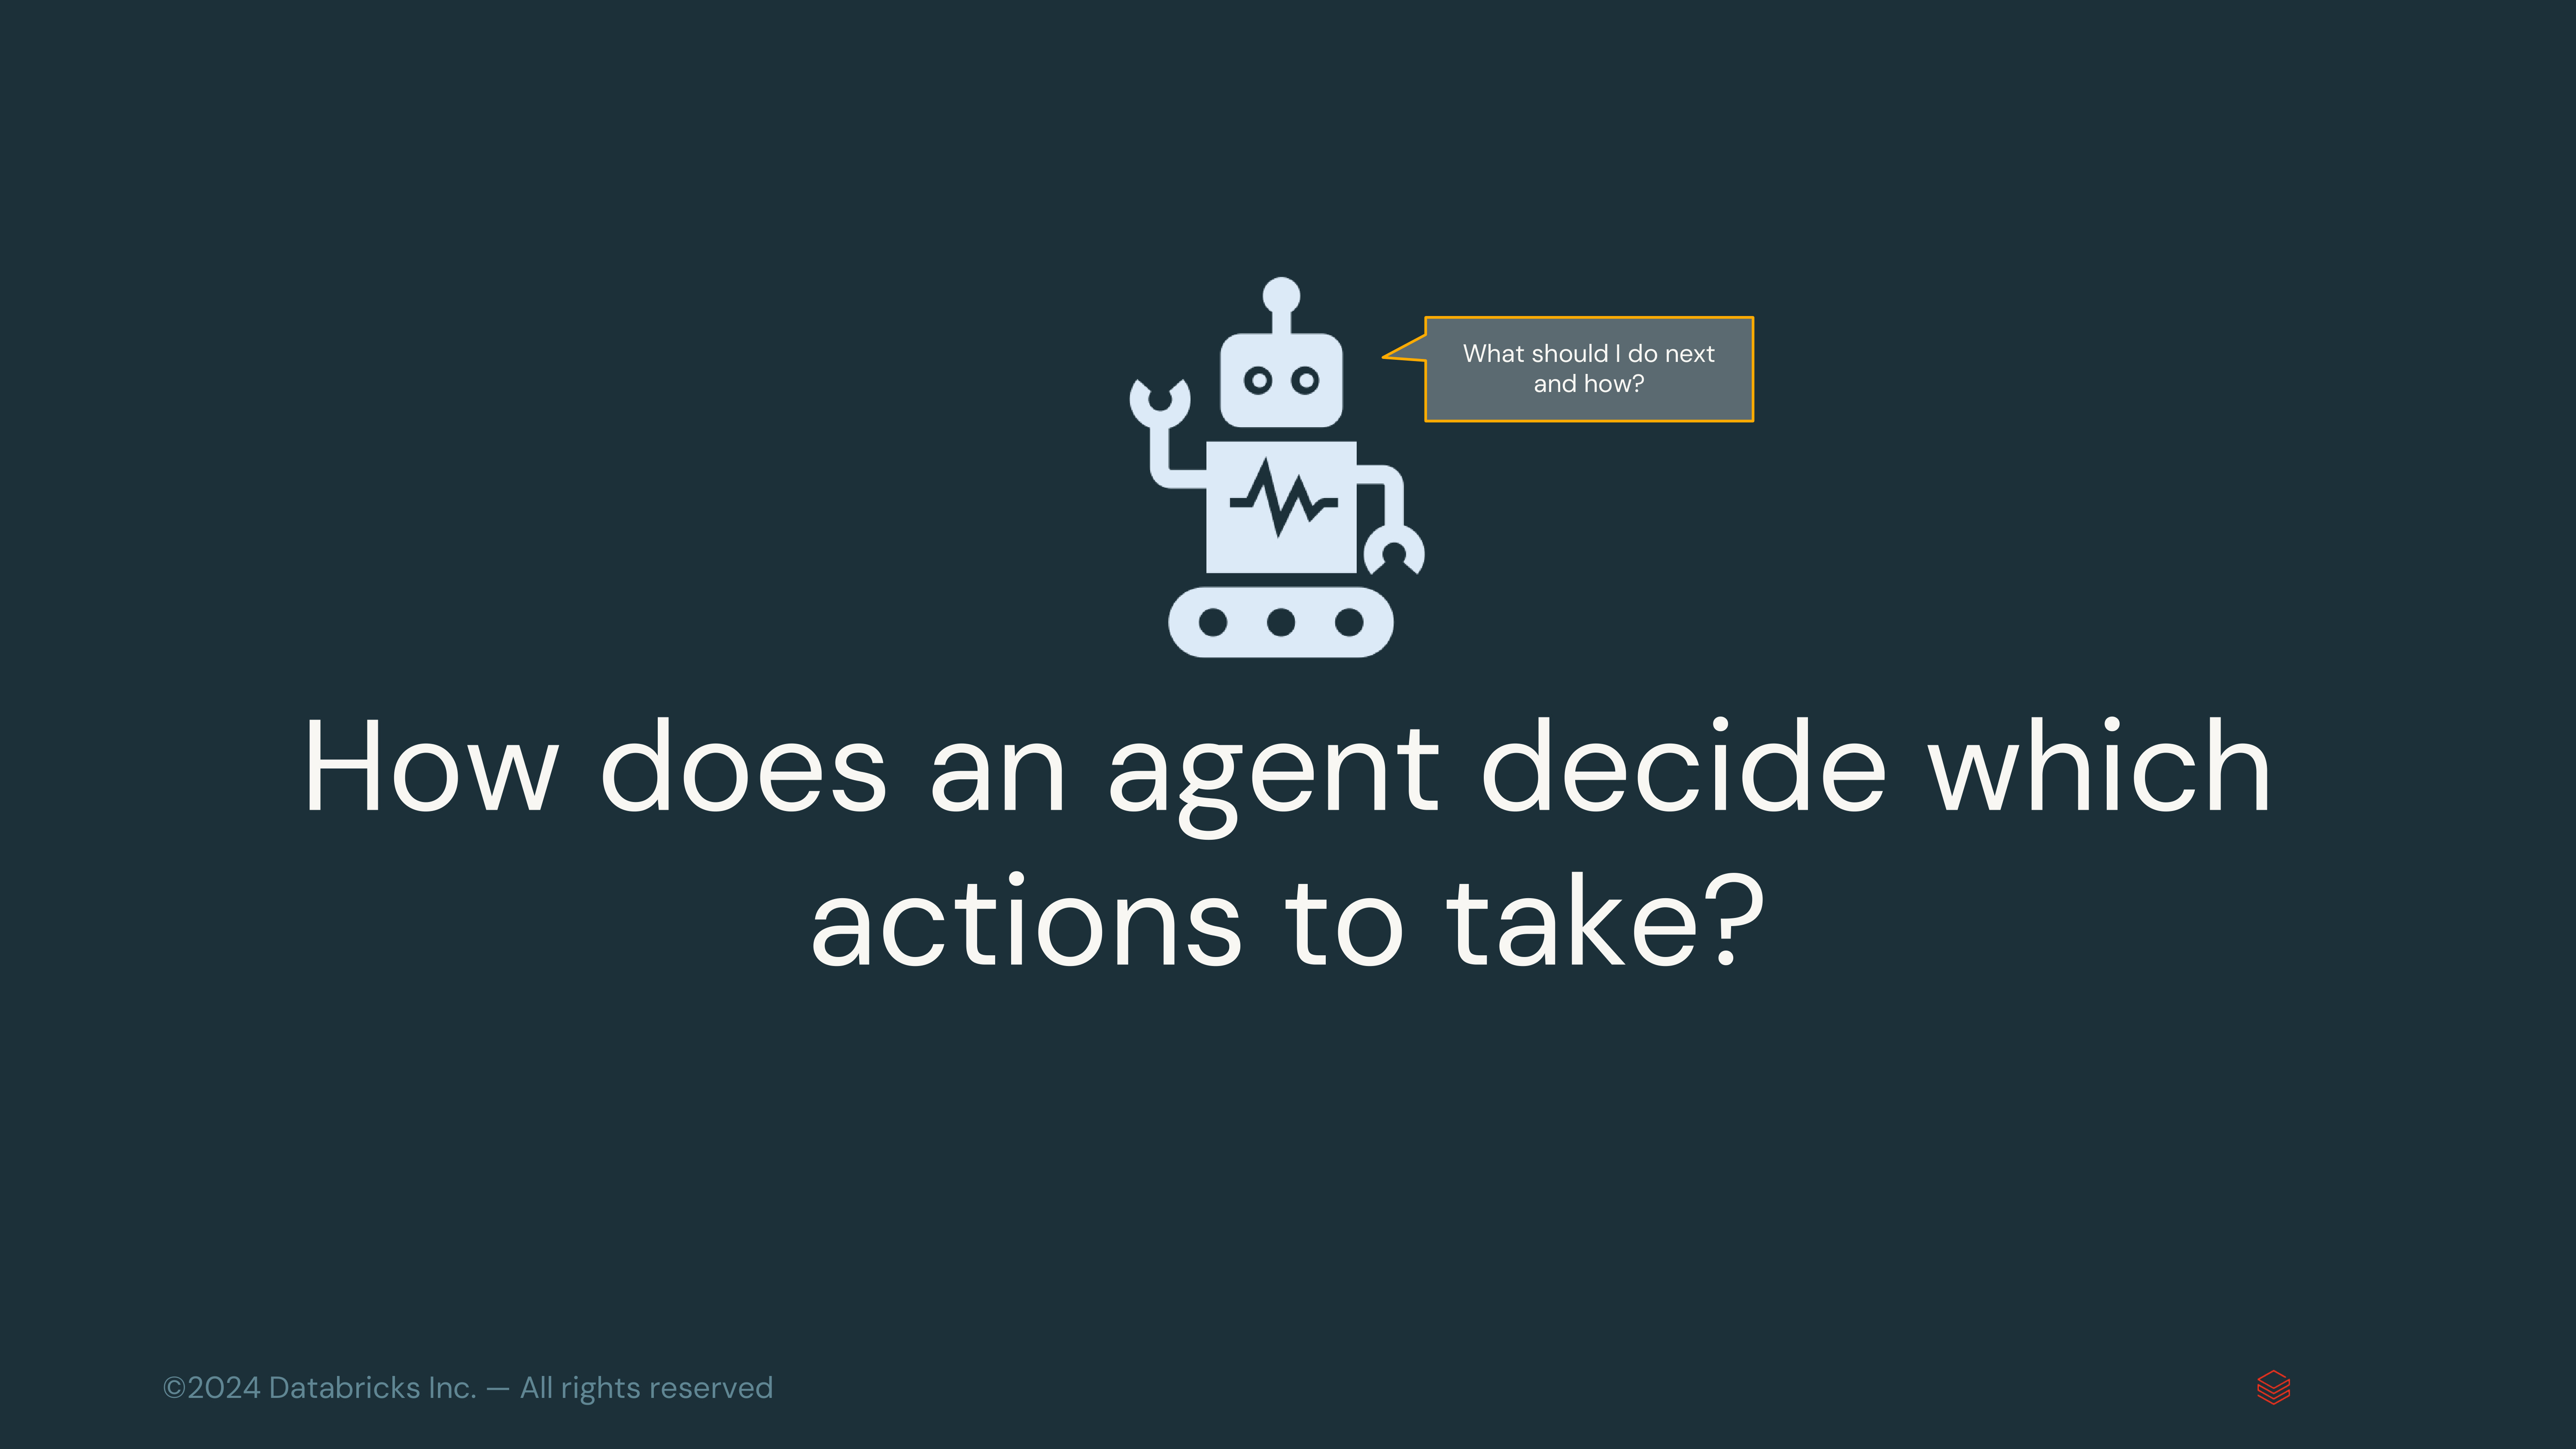 What should I do next
and how?
How does an agent decide which
actions to take?
©2024 Databricks Inc. — All rights reserved